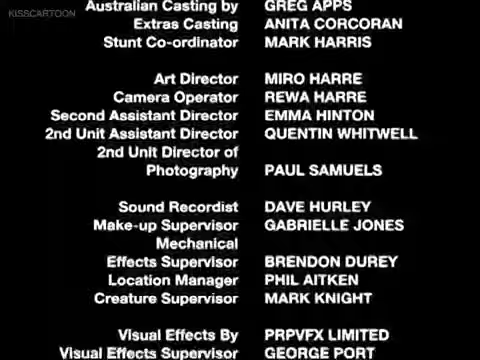 KISSCARTOON
Australian Casting by GREG APPS
Extras Casting ANITA CORCORAN
Stunt Co-ordinator MARK HARRIS
Art Director MIRO HARRE
Camera Operator REWA HARRE
Second Assistant Director EMMA HINTON
2nd Unit Assistant Director QUENTIN WHITWELL
2nd Unit Director of
Photography PAUL SAMUELS
Sound Recordist DAVE HURLEY
Make-up Supervisor GABRIELLE JONES
Mechanical
Effects Supervisor BRENDON DUREY
Location Manager PHIL AITKEN
Creature Supervisor MARK KNIGHT
Visual Effects By PRPVFX LIMITED
Visual Effects Supervisor GEORGE PORT